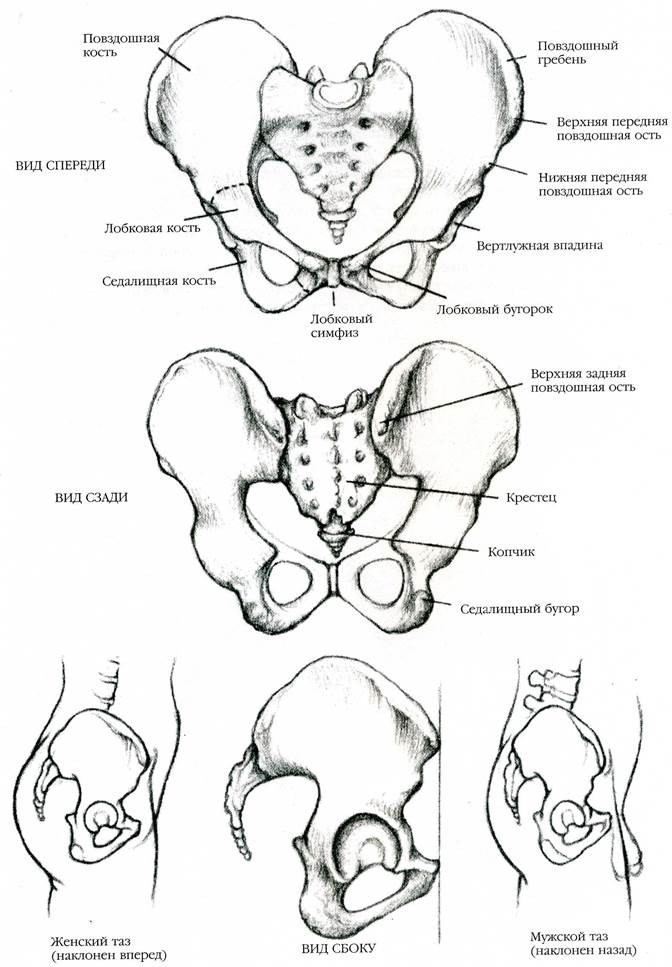 Повздошная
кость
Повздошный
гребень
Верхняя передняя
повздошная ость
ВИД СПЕРЕДИ
Нижняя передняя
повздошная ость
Лобковая кость
Вертлужная впадина
Седалищная кость
Лобковый бугорок
Лобковый
симфиз
Верхняя задняя
повздошная ость
ВИД СЗАДИ
Крестец
Копчик
Седалищный бугор
Женский таз
(наклонен вперед)
ВИД СБОКУ
Мужской таз
(наклонен назад)